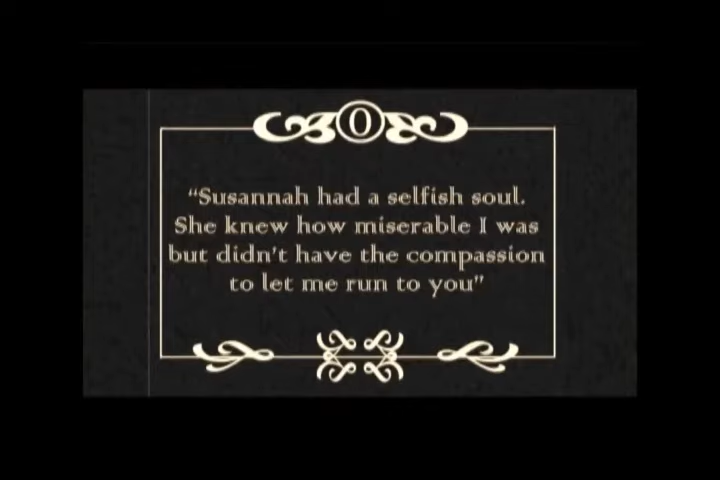 O
“Susannah had a selfish soul.
She knew how miserable I was
but didn't have the compassion
to let me run to you”